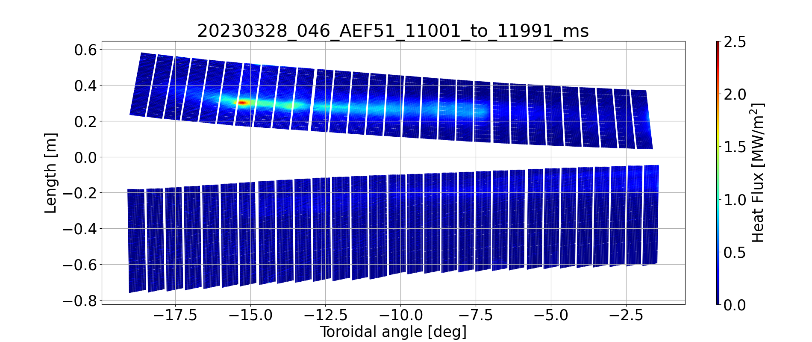 20230328_046_AEF51_11001_to_11991_ms
0.6
0.4
0.2
0.0
−0.2
−0.4
−0.6
−0.8
Length [m]
−17.5 −15.0 −12.5 −10.0 −7.5 −5.0 −2.5
Toroidal angle [deg]
2.5
2.0
1.5
1.0
0.5
0.0
Heat Flux [MW/m²]